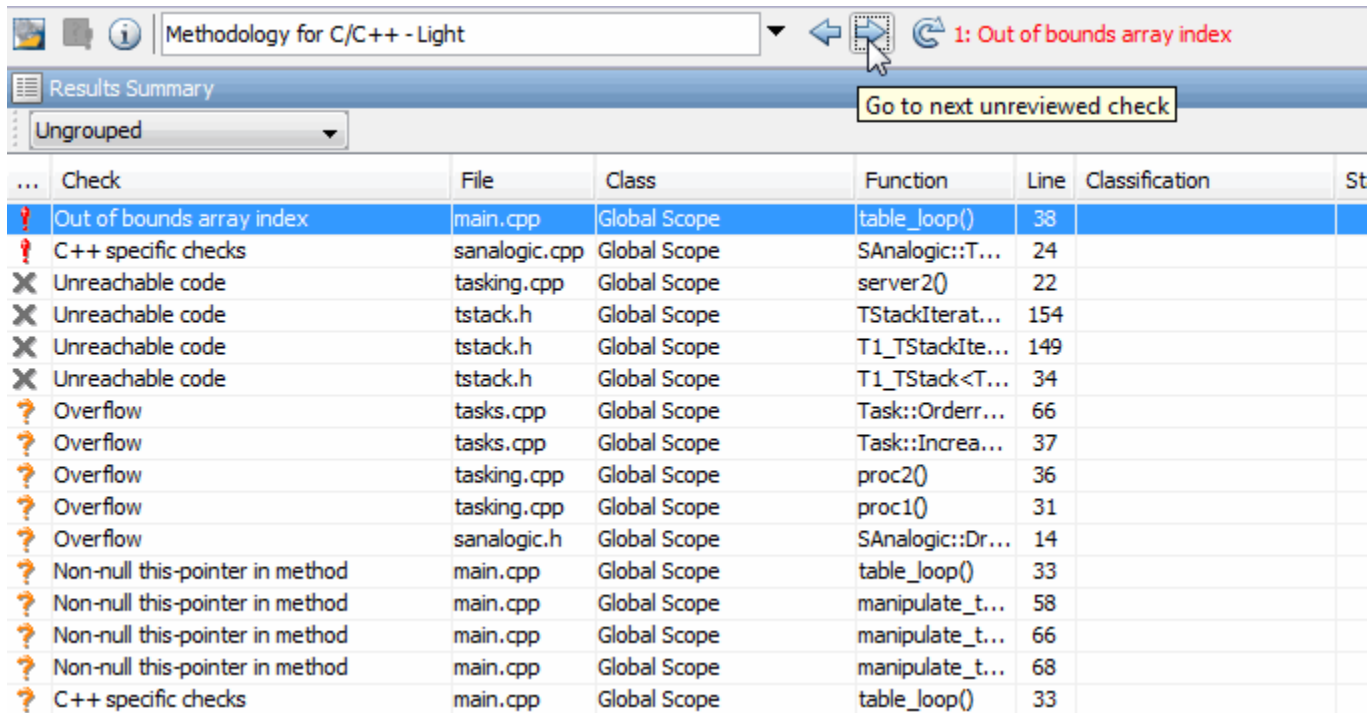 Methodology for C/C++ - Light 1: Out of bounds array index
Results Summary
Go to next unreviewed check
Ungrouped
... Check File Class Function Line Classification St
Out of bounds array index main.cpp Global Scope table_loop() 38
C++ specific checks sanalogic.cpp Global Scope SAnalogic::T... 24
Unreachable code tasking.cpp Global Scope server2() 22
Unreachable code tstack.h Global Scope TStackIterat... 154
Unreachable code tstack.h Global Scope T1_TStackIte... 149
Unreachable code tstack.h Global Scope T1_TStack<T... 34
Overflow tasks.cpp Global Scope Task::Orderr... 66
Overflow tasks.cpp Global Scope Task::Increa... 37
Overflow tasking.cpp Global Scope proc2() 36
Overflow tasking.cpp Global Scope proc1() 31
Overflow sanalogic.h Global Scope SAnalogic::Dr... 14
Non-null this-pointer in method main.cpp Global Scope table_loop() 33
Non-null this-pointer in method main.cpp Global Scope manipulate_t... 58
Non-null this-pointer in method main.cpp Global Scope manipulate_t... 66
Non-null this-pointer in method main.cpp Global Scope manipulate_t... 68
C++ specific checks main.cpp Global Scope table_loop() 33